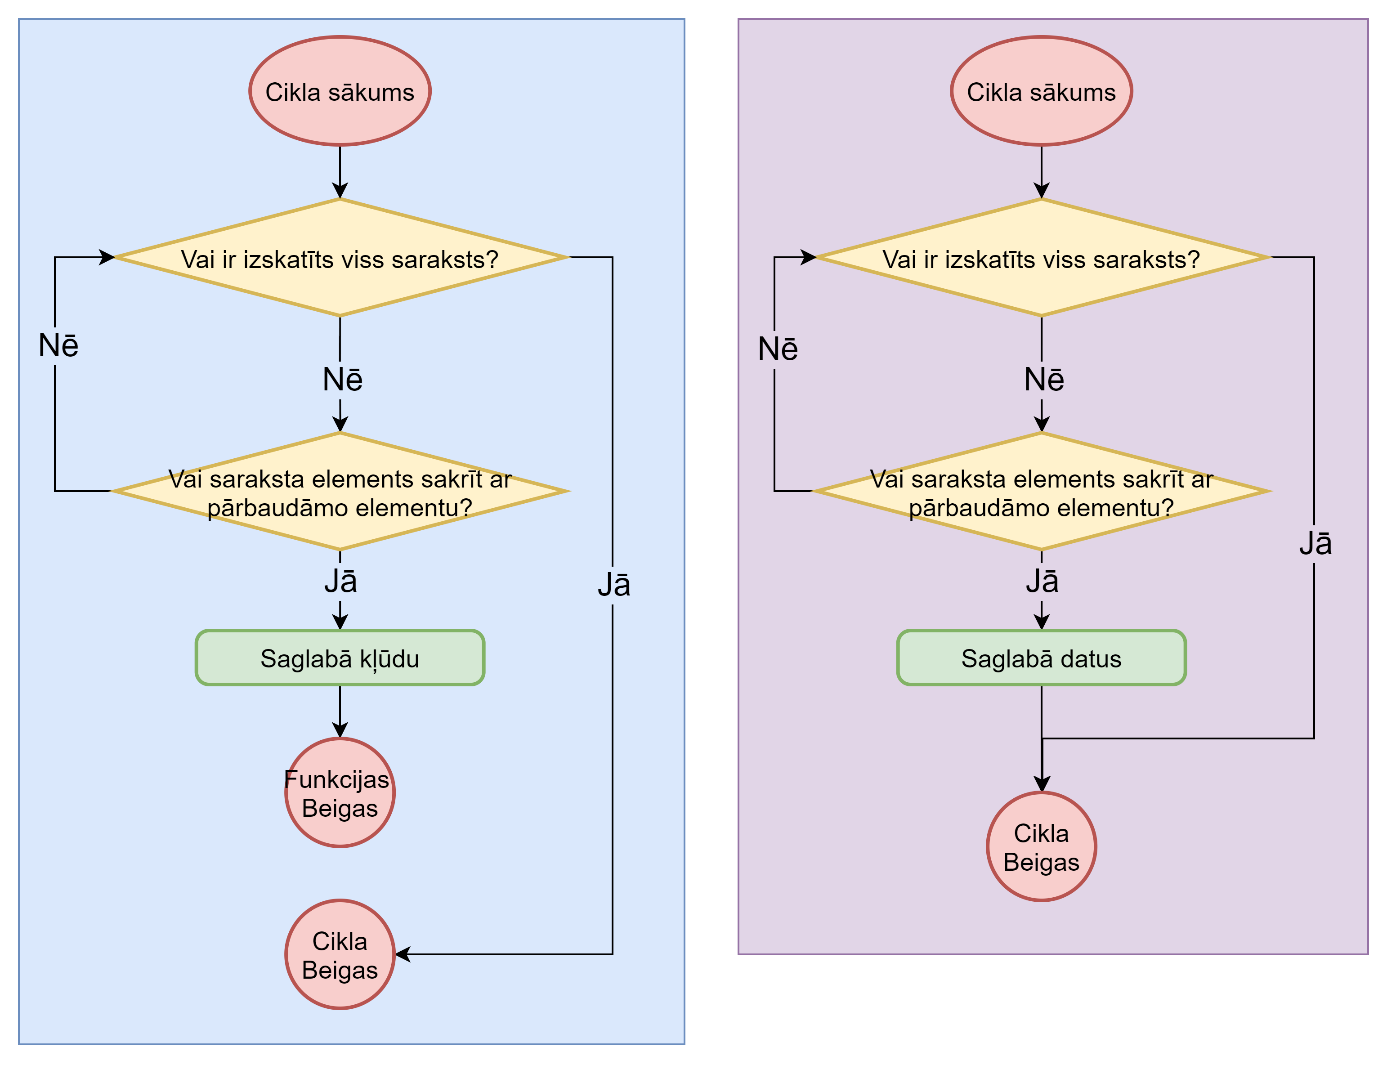 Cikla sākums
Vai ir izskatīts viss saraksts?
Nē
Nē
Vai saraksta elements sakrīt ar
pārbaudāmo elementu?
Jā
Jā
Saglabā kļūdu
Funkcijas
Beigas
Cikla
Beigas
Cikla sākums
Vai ir izskatīts viss saraksts?
Nē
Nē
Vai saraksta elements sakrīt ar
pārbaudāmo elementu?
Jā
Jā
Saglabā datus
Cikla
Beigas